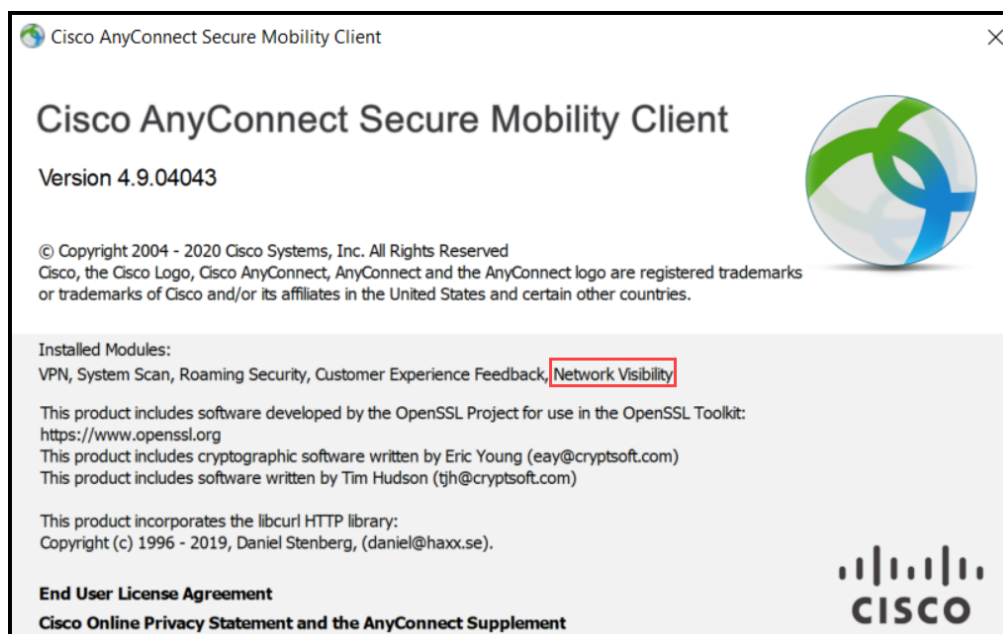 Cisco AnyConnect Secure Mobility Client
Cisco AnyConnect Secure Mobility Client
Version 4.9.04043
© Copyright 2004 - 2020 Cisco Systems, Inc. All Rights Reserved
Cisco, the Cisco Logo, Cisco AnyConnect, AnyConnect and the AnyConnect logo are registered trademarks
or trademarks of Cisco and/or its affiliates in the United States and certain other countries.
Installed Modules:
VPN, System Scan, Roaming Security, Customer Experience Feedback, Network Visibility
This product includes software developed by the OpenSSL Project for use in the OpenSSL Toolkit:
https://www.openssl.org
This product includes cryptographic software written by Eric Young (eay@cryptsoft.com)
This product includes software written by Tim Hudson (tjh@cryptsoft.com)
This product incorporates the libcurl HTTP library:
Copyright (c) 1996 - 2019, Daniel Stenberg, (daniel@haxx.se).
End User License Agreement
Cisco Online Privacy Statement and the AnyConnect Supplement
CISCO